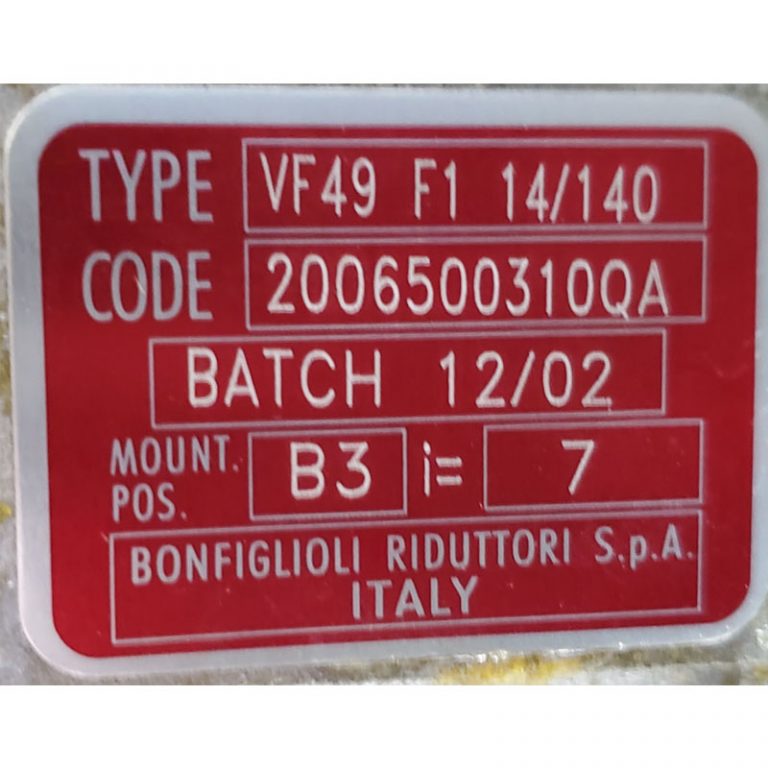 TYPE VF49 F1 14/140
CODE 2006500310QA
BATCH 12/02
MOUNT. POS. B3 i= 7
BONFIGLIOLI RIDUTTORI S.p.A.
ITALY